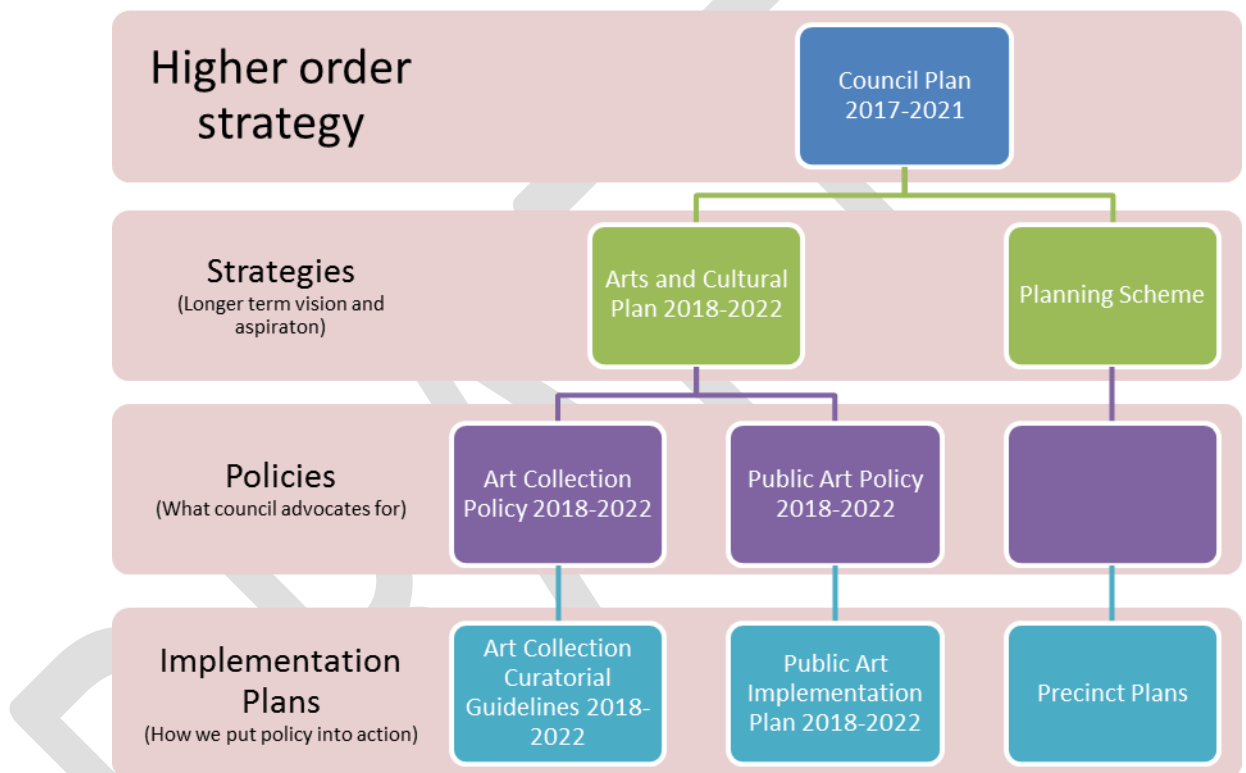 Higher order
strategy
Council Plan
2017-2021
Strategies
(Longer term vision and
aspiraton)
Arts and Cultural
Plan 2018-2022
Planning Scheme
Policies
(What council advocates for)
Art Collection
Policy 2018-2022
Public Art Policy
2018-2022
Implementation
Plans
(How we put policy into action)
Art Collection
Curatorial
Guidelines 2018-
2022
Public Art
Implementation
Plan 2018-2022
Precinct Plans